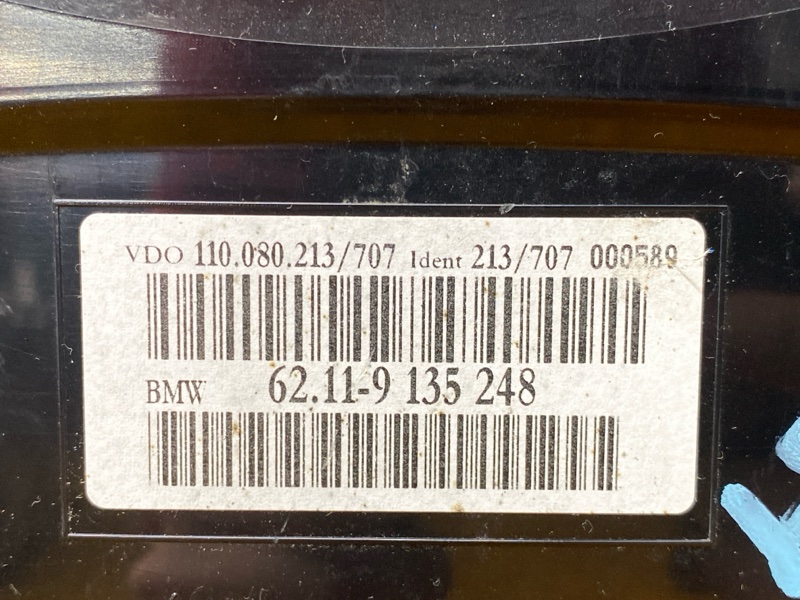 VDO 110.080.213/707 Ident 213/707 000589
BMW 62.11-9 135 248